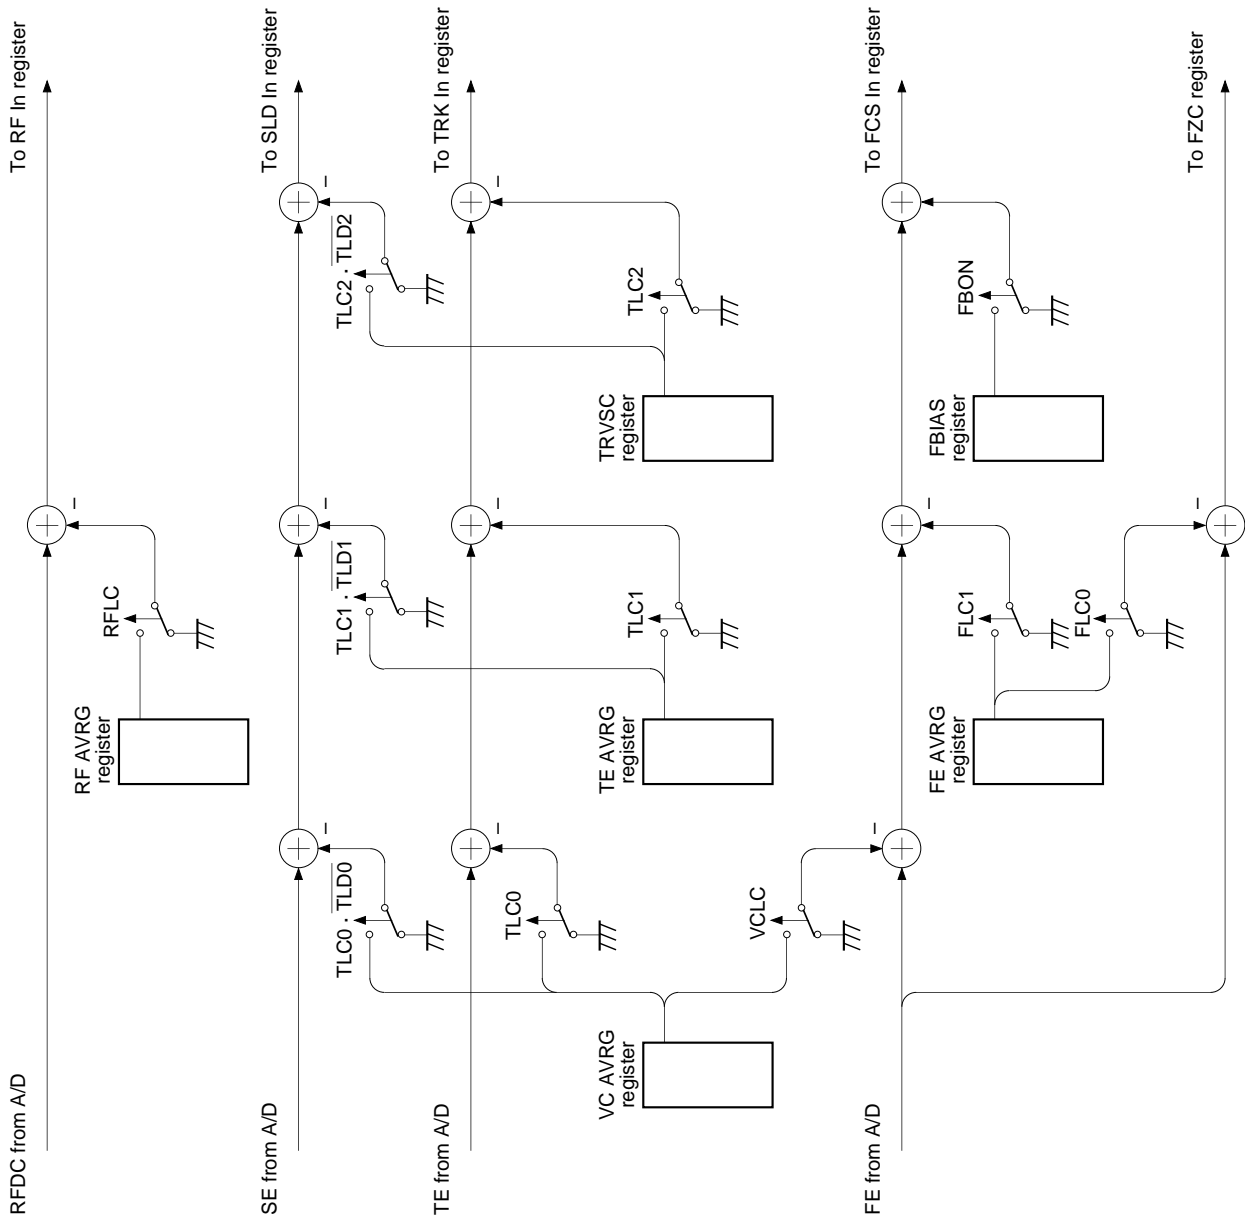 RFDC from A/D
RF AVRG
register
RFLC
–
To RF In register
SE from A/D
TLC0 · TLD0
–
TLC1 · TLD1
–
TLC2 · TLD2
–
To SLD In register
TE from A/D
TLC0
–
TLC1
–
TLC2
–
To TRK In register
VC AVRG
register
TE AVRG
register
TRVSC
register
VCLC
–
FE from A/D
FE AVRG
register
FLC1
–
FBIAS
register
FBON
To FCS In register
FLC0
–
To FZC register